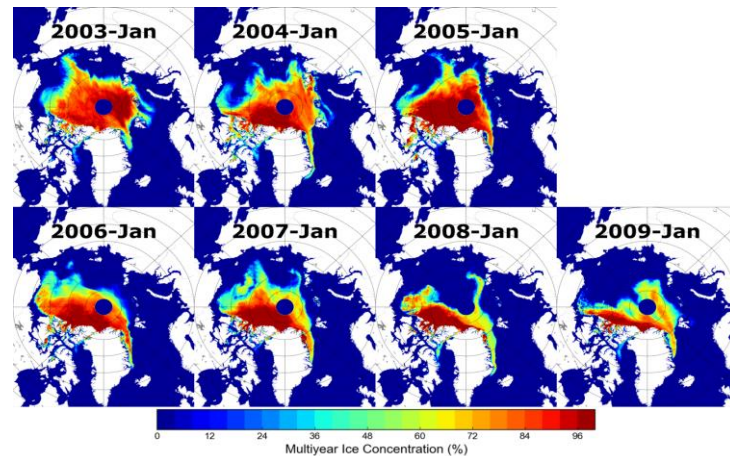 2003-Jan 2004-Jan 2005-Jan
2006-Jan 2007-Jan 2008-Jan 2009-Jan
0 12 24 36 48 60 72 84 96
Multiyear Ice Concentration (%)